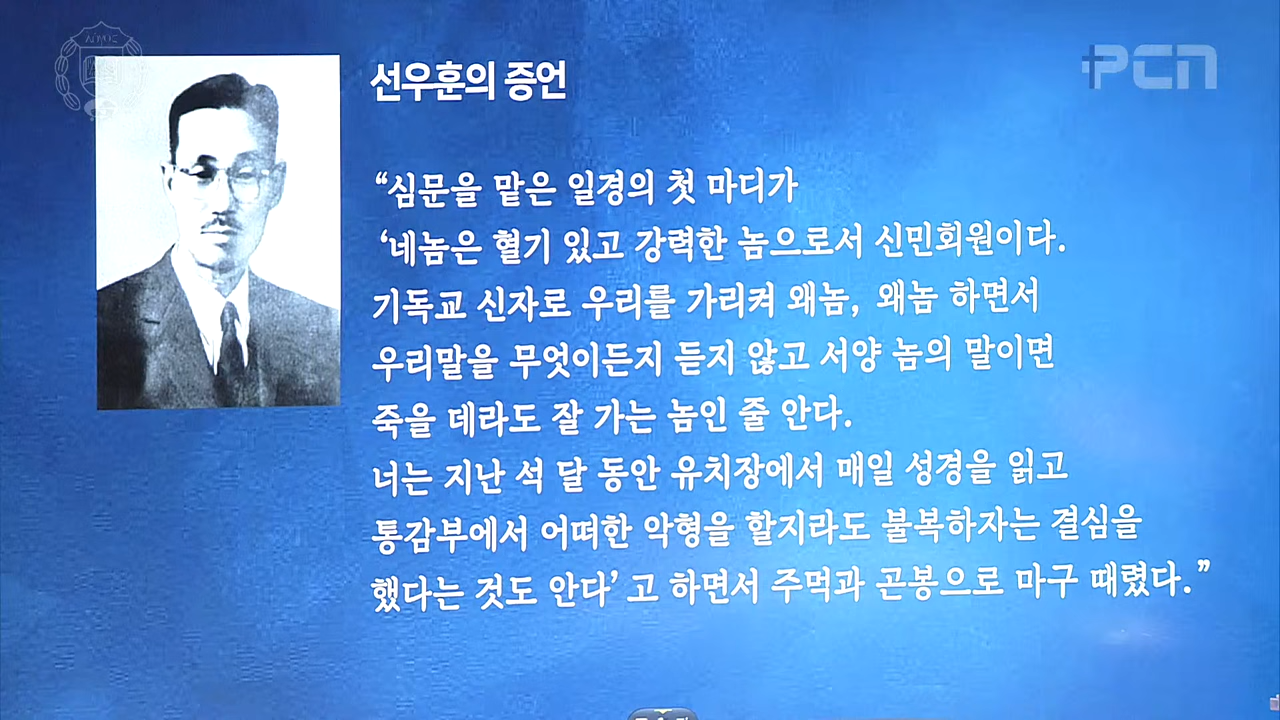 선우훈의 증언
PCN
“심문을 맡은 일경의 첫 마디가
‘네놈은 혈기 있고 강력한 놈으로서 신민회원이다.
기독교 신자로 우리를 가리켜 왜놈, 왜놈 하면서
우리말을 무엇이든지 듣지 않고 서양 놈의 말이면
죽을 데라도 잘 가는 놈인 줄 안다.
너는 지난 석 달 동안 유치장에서 매일 성경을 읽고
통감부에서 어떠한 악형을 할지라도 불복하자는 결심을
했다는 것도 안다’ 고 하면서 주먹과 곤봉으로 마구 때렸다.”